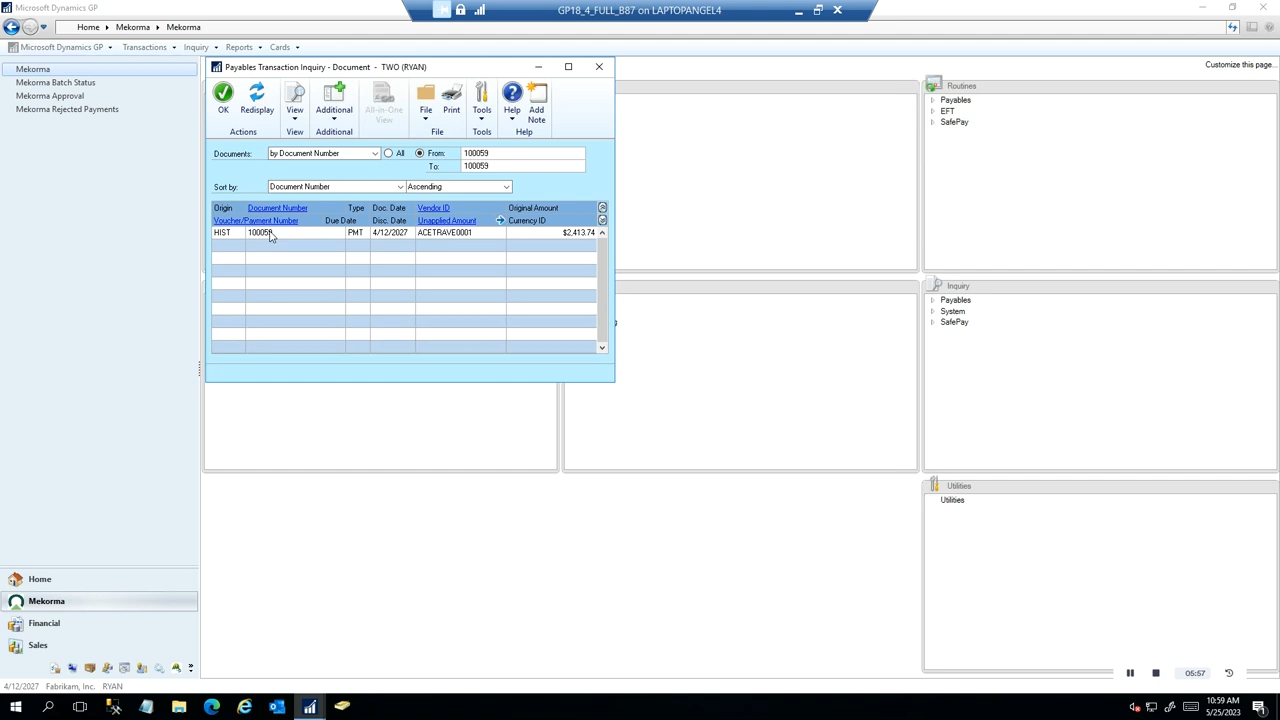 Microsoft Dynamics GP
GP18_4_FULL_B87 on LAPTOPANGEL4
Home Mekorma Mekorma
Microsoft Dynamics GP Transactions Inquiry Reports Cards
Customize this page...
Mekorma
Mekorma Batch Status
Mekorma Approval
Mekorma Rejected Payments
Payables Transaction Inquiry - Document - TWO (RYAN)
OK Redisplay View Additional All-in-One View File Print Tools Help Add Note
Actions View Additional File Tools Help
Documents: by Document Number All From: 100059
To: 100059
Sort by: Document Number Ascending
Origin Document Number Type Doc. Date Vendor ID Original Amount
Voucher/Payment Number Due Date Disc. Date Unapplied Amount Currency ID
HIST 100059 PMT 4/12/2027 ACETRAVE0001 $2,413.74
Routines
Payables
EFT
SafePay
Inquiry
Payables
System
SafePay
Utilities
Utilities
Home
Mekorma
Financial
Sales
05:57
4/12/2027 Fabrikam, Inc. RYAN
10:59 AM
5/25/2023
1